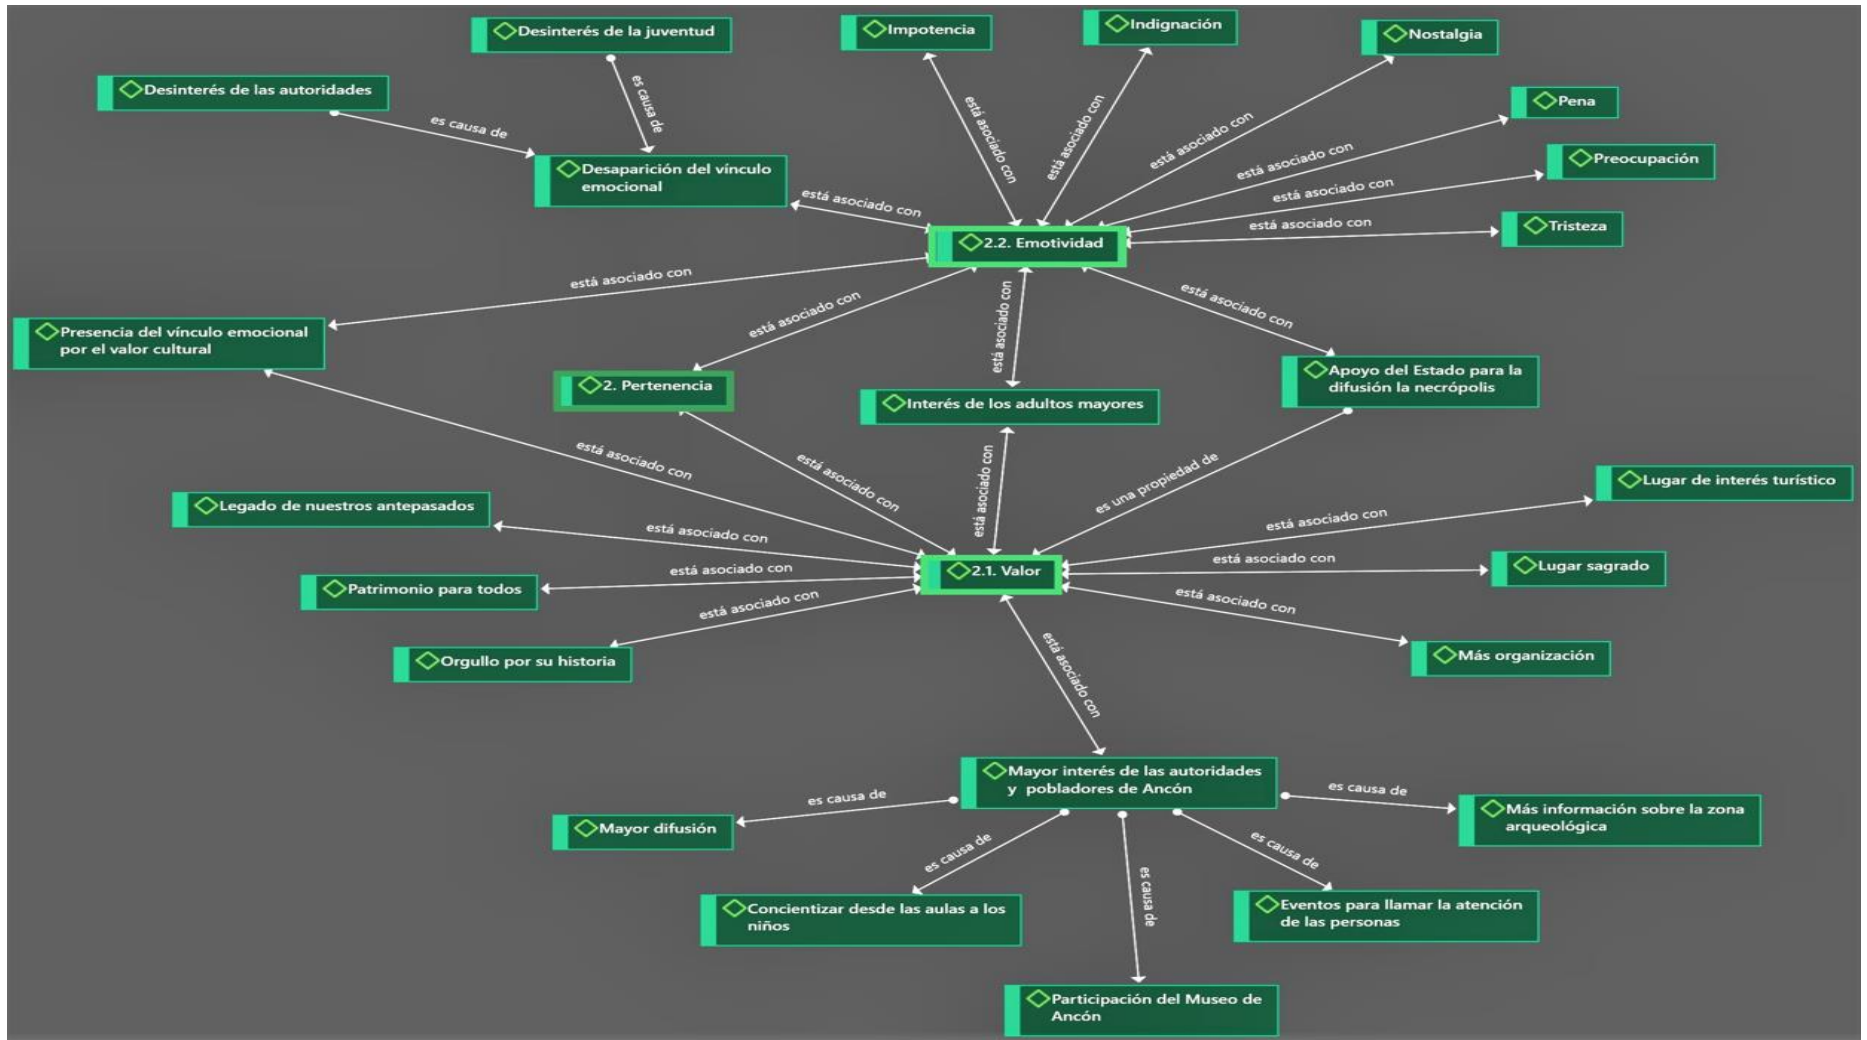 Desinterés de la juventud
Impotencia
Indignación
Nostalgia
Desinterés de las autoridades
es causa de
es causa de
Pena
está asociado con
está asociado con
está asociado con
está asociado con
Preocupación
Desaparición del vínculo
emocional
está asociado con
está asociado con
está asociado con
está asociado con
Tristeza
2.2. Emotividad
está asociado con
está asociado con
está asociado con
está asociado con
Presencia del vínculo emocional
por el valor cultural
2. Pertenencia
Interés de los adultos mayores
Apoyo del Estado para la
difusión la necrópolis
está asociado con
está asociado con
está asociado con
es una propiedad de
Lugar de interés turístico
Legado de nuestros antepasados
está asociado con
está asociado con
Patrimonio para todos
está asociado con
2.1. Valor
está asociado con
Lugar sagrado
está asociado con
está asociado con
Orgullo por su historia
Más organización
está asociado con
Mayor interés de las autoridades
y pobladores de Ancón
es causa de
es causa de
Mayor difusión
Más información sobre la zona
arqueológica
es causa de
es causa de
es causa de
Concientizar desde las aulas a los
niños
Eventos para llamar la atención
de las personas
Participación del Museo de
Ancón